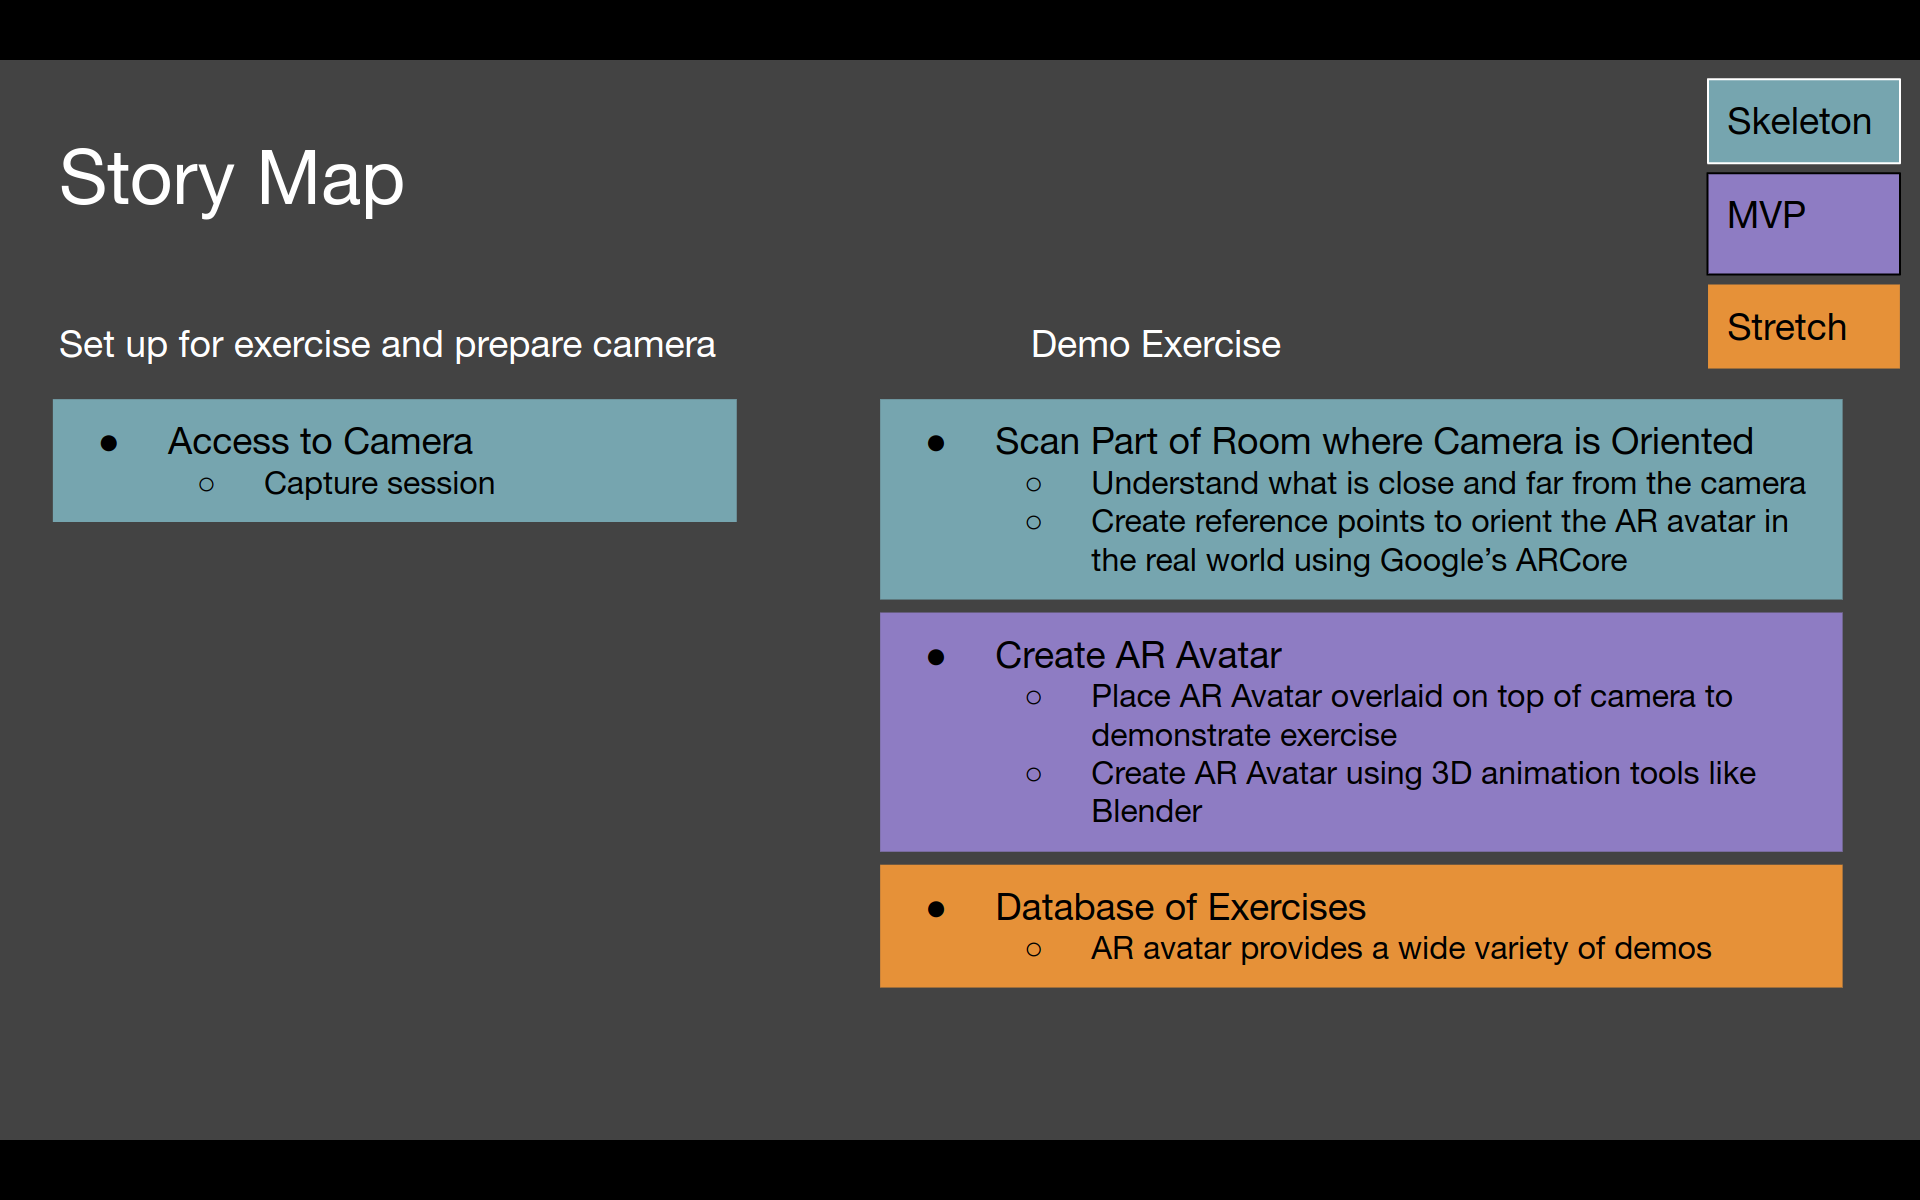 Skeleton
MVP
Stretch
Story Map
Set up for exercise and prepare camera
● Access to Camera
○ Capture session
Demo Exercise
● Scan Part of Room where Camera is Oriented
○ Understand what is close and far from the camera
○ Create reference points to orient the AR avatar in
the real world using Google’s ARCore
● Create AR Avatar
○ Place AR Avatar overlaid on top of camera to
demonstrate exercise
○ Create AR Avatar using 3D animation tools like
Blender
● Database of Exercises
○ AR avatar provides a wide variety of demos